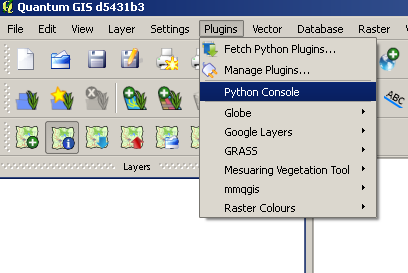 Quantum GIS d5431b3
File Edit View Layer Settings Plugins Vector Database Raster
Fetch Python Plugins...
Manage Plugins...
Python Console
Globe
Google Layers
GRASS
Mesuaring Vegetation Tool
mmqgis
Raster Colours
ABC
Layers